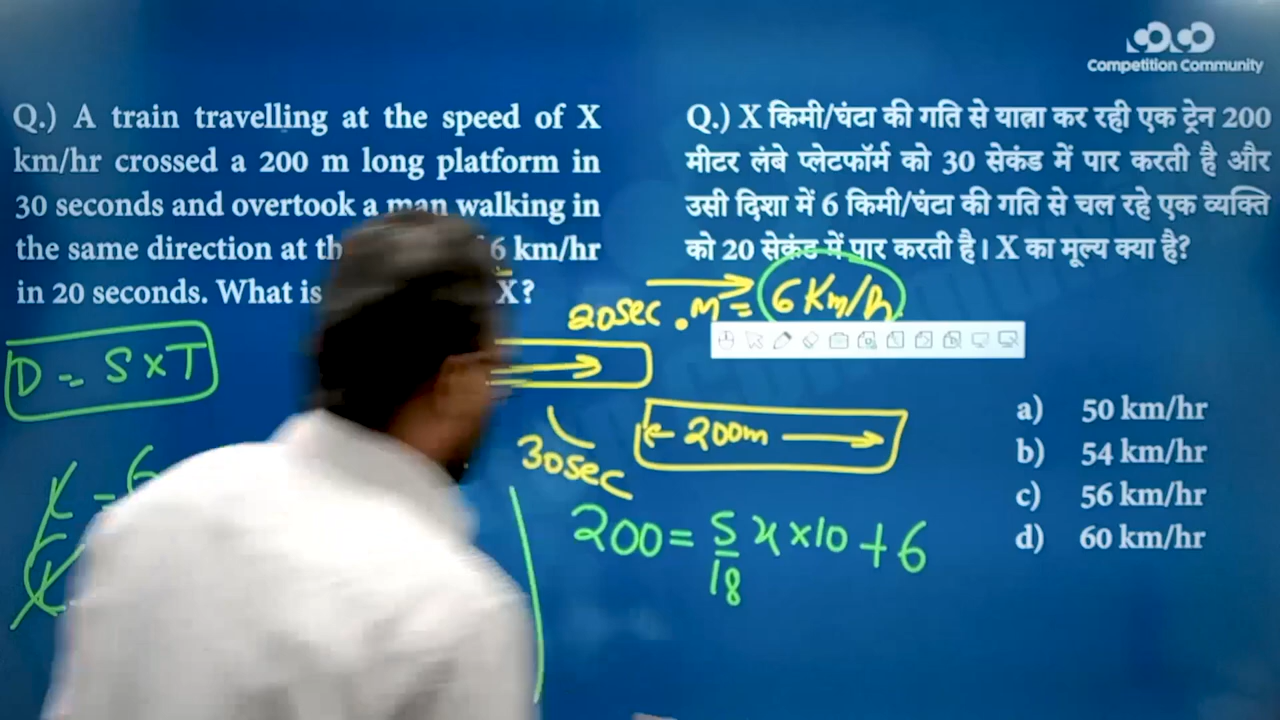 Competition Community
Q.) A train travelling at the speed of X
km/hr crossed a 200 m long platform in
30 seconds and overtook a man walking in
the same direction at th 6 km/hr
in 20 seconds. What is X?
Q.) X किमी/घंटा की गति से यात्रा कर रही एक ट्रेन 200
मीटर लंबे प्लेटफॉर्म को 30 सेकंड में पार करती है और
उसी दिशा में 6 किमी/घंटा की गति से चल रहे एक व्यक्ति
को 20 सेकंड में पार करती है। X का मूल्य क्या है?
20sec .M = 6 Km/h
D = S x T
200m
30sec
200 = 5/18 x × 10 + 6
a) 50 km/hr
b) 54 km/hr
c) 56 km/hr
d) 60 km/hr